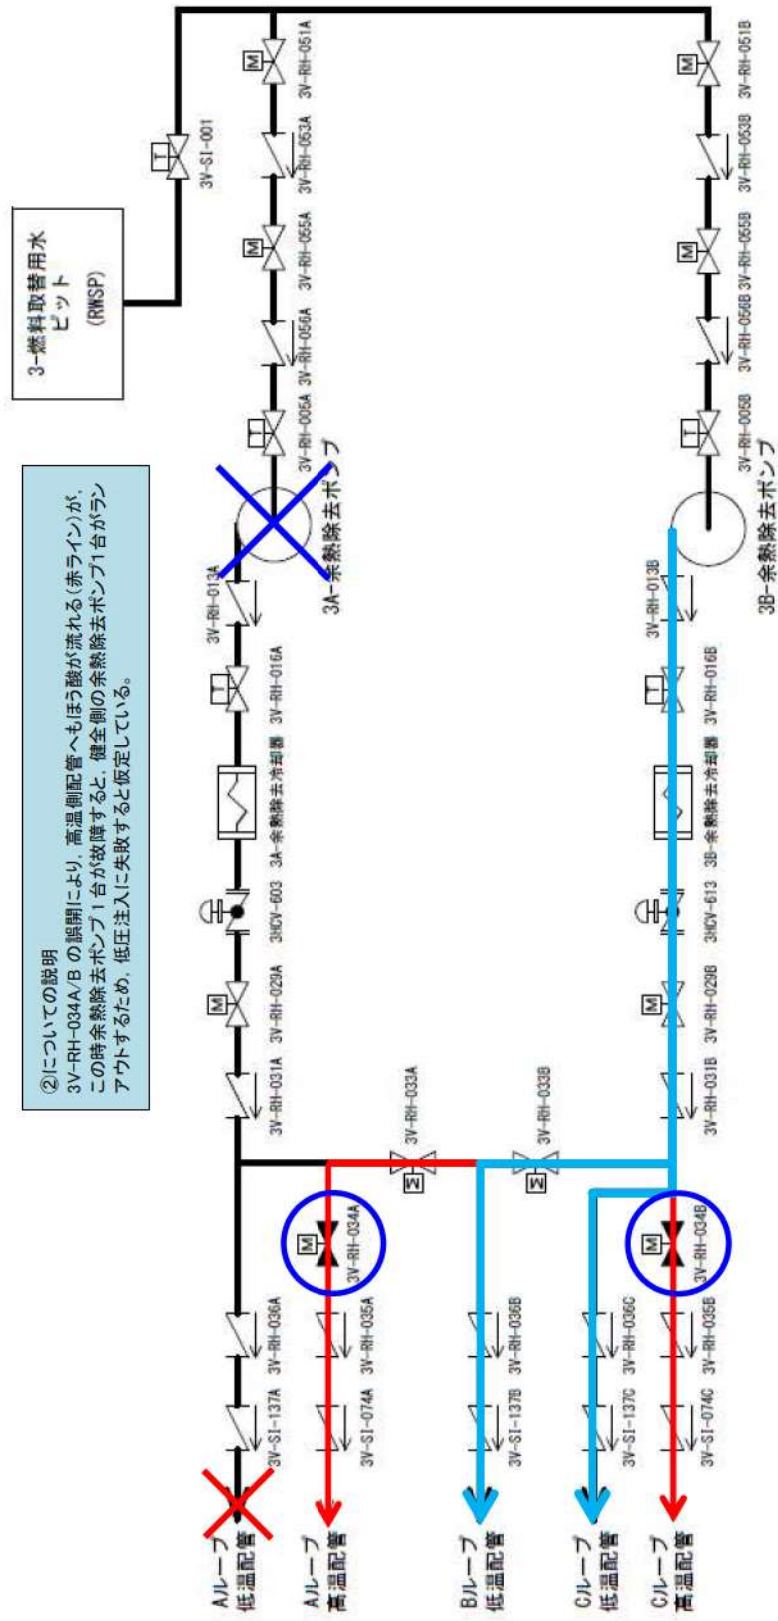 ②についての説明
3V-RH-034A/B の誤開により、高温側配管へもほう酸が流れる(赤ライン)が、
この時余熱除去ポンプ1台が故障すると、健全側の余熱除去ポンプ1台がラン
アウトするため、低圧注入に失敗すると仮定している。
3-燃料取替用水
ピット
(RWSP)
T
3V-SI-001
Aループ
低温配管
3V-SI-137A
3V-RH-036A
3V-RH-031A
M
3V-RH-029A
3HCV-603
3A-余熱除去冷却器
T
3V-RH-016A
3V-RH-013A
3A-余熱除去ポンプ
T
3V-RH-005A
3V-RH-056A
M
3V-RH-055A
3V-RH-053A
M
3V-RH-051A
Aループ
高温配管
3V-SI-074A
3V-RH-035A
M
3V-RH-034A
M
3V-RH-033A
Bループ
低温配管
3V-SI-137B
3V-RH-036B
M
3V-RH-033B
Cループ
低温配管
3V-SI-137C
3V-RH-036C
Cループ
高温配管
3V-SI-074C
3V-RH-035B
M
3V-RH-034B
3V-RH-031B
M
3V-RH-029B
3HCV-613
3B-余熱除去冷却器
T
3V-RH-016B
3V-RH-013B
3B-余熱除去ポンプ
T
3V-RH-005B
3V-RH-056B
M
3V-RH-055B
3V-RH-053B
M
3V-RH-051B